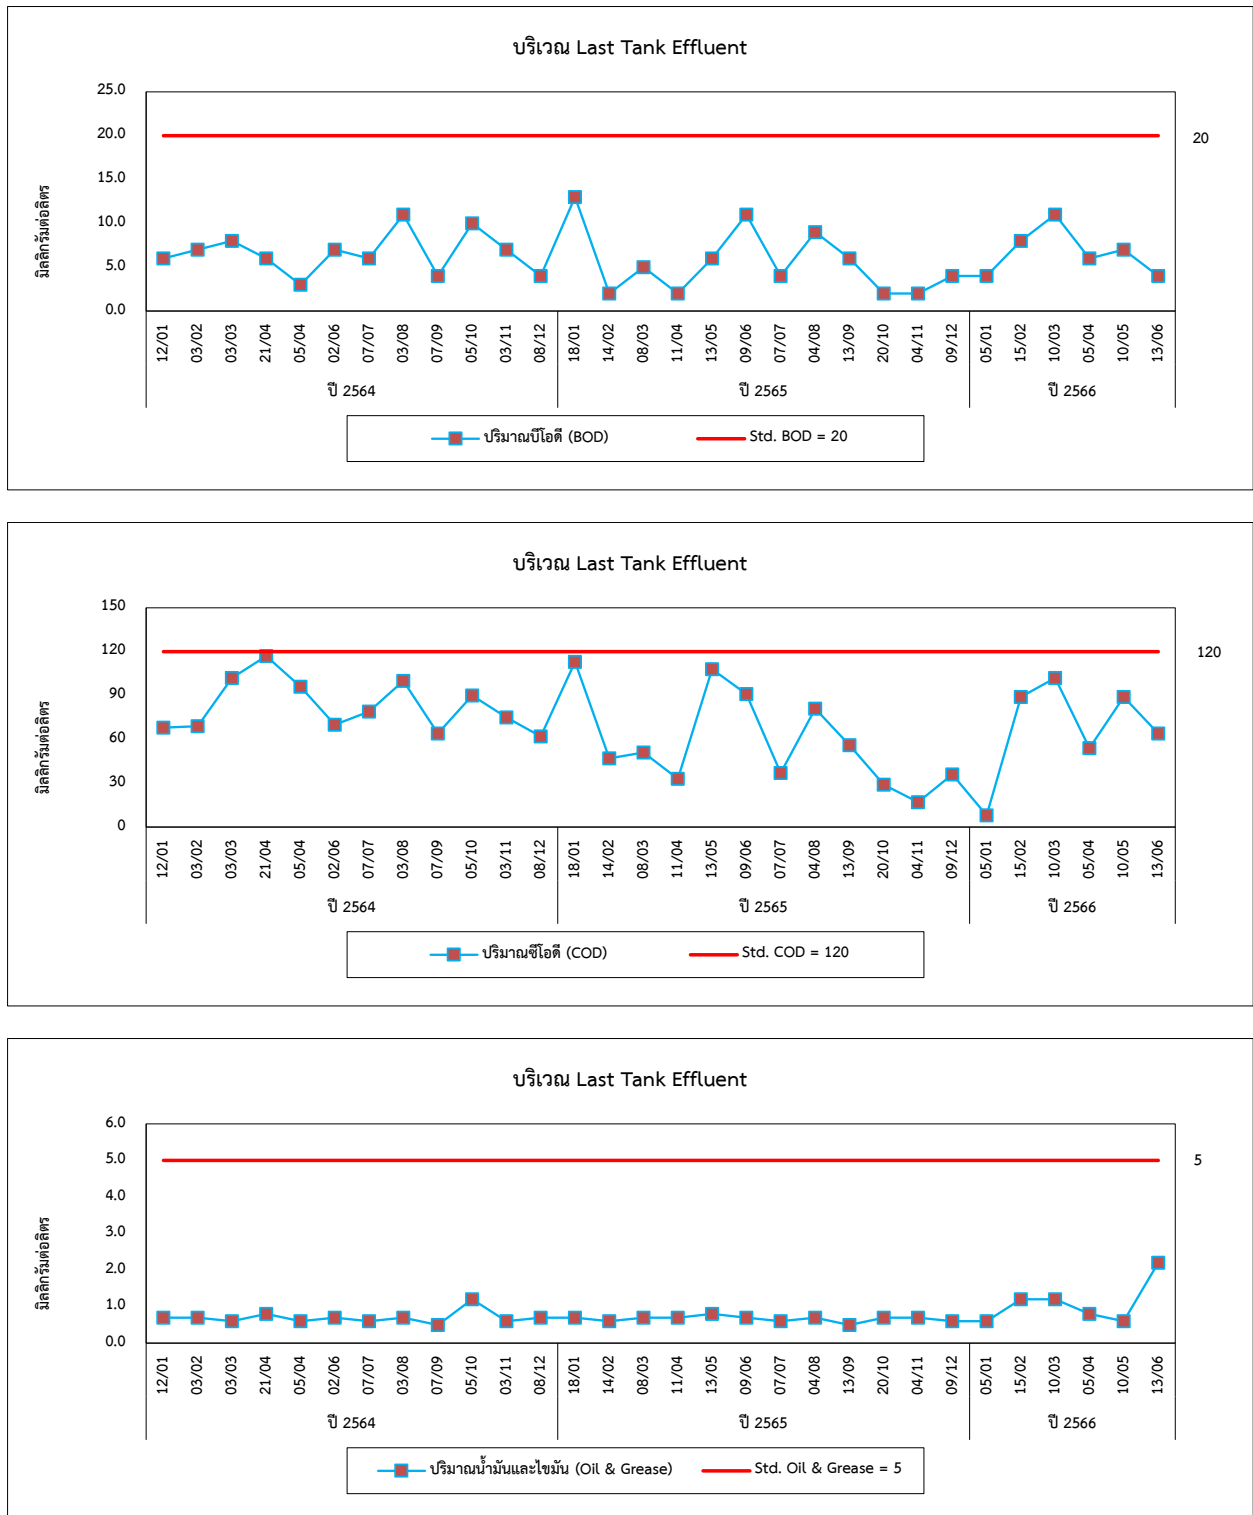 บริเวณ Last Tank Effluent
25.0
20.0
15.0
10.0
5.0
0.0
มิลลิกรัมต่อลิตร
20
12/01 03/02 03/03 21/04 05/04 02/06 07/07 03/08 07/09 05/10 03/11 08/12 18/01 14/02 08/03 11/04 13/05 09/06 07/07 04/08 13/09 20/10 04/11 09/12 05/01 15/02 10/03 05/04 10/05 13/06
ปี 2564 ปี 2565 ปี 2566
ปริมาณบีโอดี (BOD) Std. BOD = 20
บริเวณ Last Tank Effluent
150
120
90
60
30
0
มิลลิกรัมต่อลิตร
120
12/01 03/02 03/03 21/04 05/04 02/06 07/07 03/08 07/09 05/10 03/11 08/12 18/01 14/02 08/03 11/04 13/05 09/06 07/07 04/08 13/09 20/10 04/11 09/12 05/01 15/02 10/03 05/04 10/05 13/06
ปี 2564 ปี 2565 ปี 2566
ปริมาณซีโอดี (COD) Std. COD = 120
บริเวณ Last Tank Effluent
6.0
5.0
4.0
3.0
2.0
1.0
0.0
มิลลิกรัมต่อลิตร
5
12/01 03/02 03/03 21/04 05/04 02/06 07/07 03/08 07/09 05/10 03/11 08/12 18/01 14/02 08/03 11/04 13/05 09/06 07/07 04/08 13/09 20/10 04/11 09/12 05/01 15/02 10/03 05/04 10/05 13/06
ปี 2564 ปี 2565 ปี 2566
ปริมาณน้ำมันและไขมัน (Oil & Grease) Std. Oil & Grease = 5